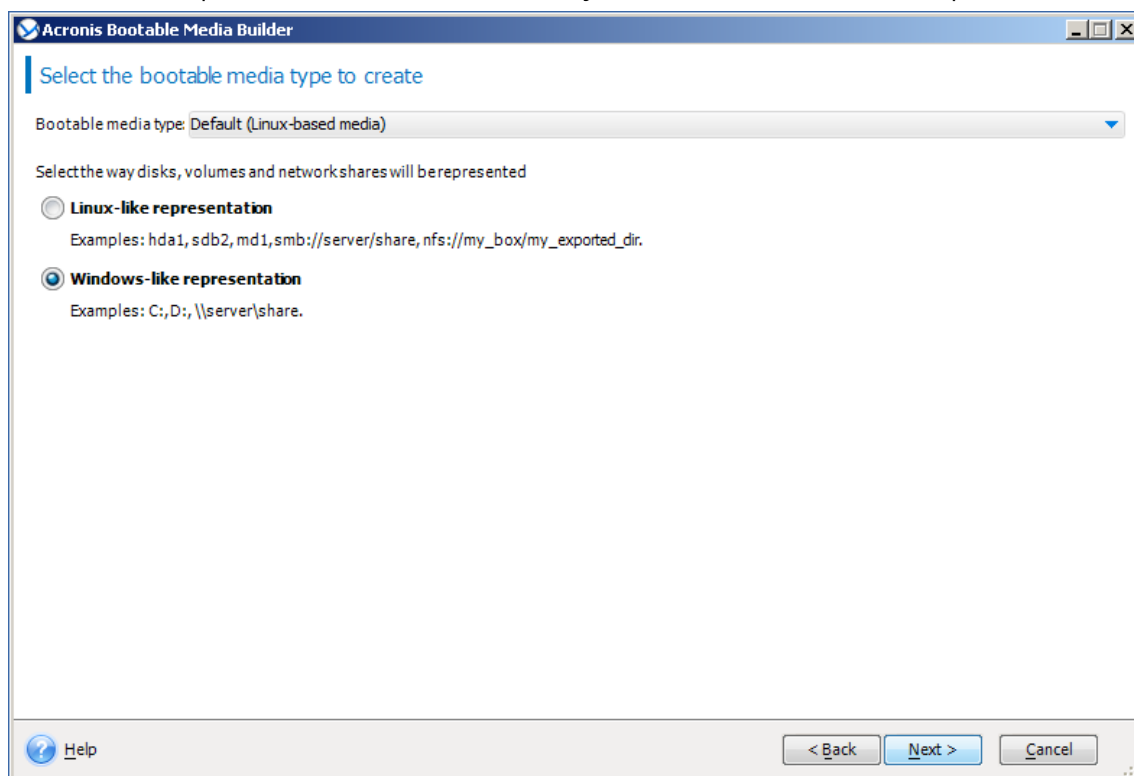 Acronis Bootable Media Builder
Select the bootable media type to create
Bootable media type: Default (Linux-based media)
Select the way disks, volumes and network shares will be represented
Linux-like representation
Examples: hda1, sdb2, md1, smb://server/share, nfs://my_box/my_exported_dir.
Windows-like representation
Examples: C:, D:, \\server\share.
Help
< Back Next > Cancel